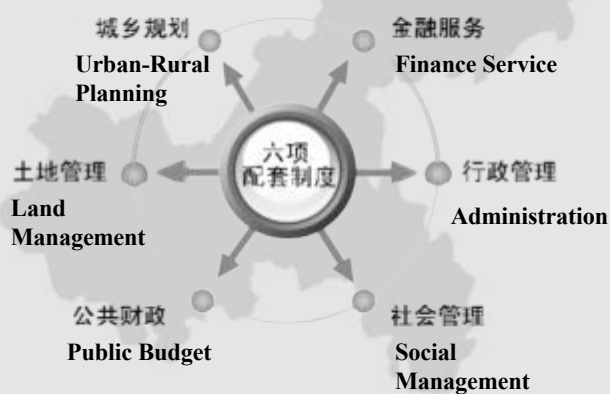 城乡规划
Urban-Rural
Planning
金融服务
Finance Service
六项
配套制度
土地管理
Land
Management
行政管理
Administration
公共财政
Public Budget
社会管理
Social
Management